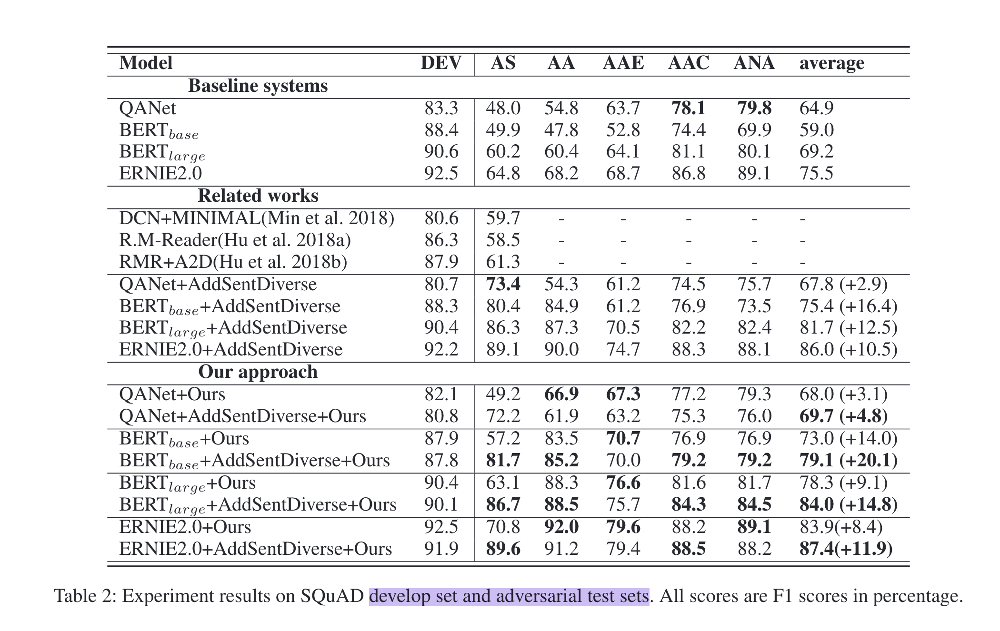 Model DEV AS AA AAE AAC ANA average
Baseline systems
QANet 83.3 48.0 54.8 63.7 78.1 79.8 64.9
BERTbase 88.4 49.9 47.8 52.8 74.4 69.9 59.0
BERTlarge 90.6 60.2 60.4 64.1 81.1 80.1 69.2
ERNIE2.0 92.5 64.8 68.2 68.7 86.8 89.1 75.5
Related works
DCN+MINIMAL(Min et al. 2018) 80.6 59.7 - - - - -
R.M-Reader(Hu et al. 2018a) 86.3 58.5 - - - - -
RMR+A2D(Hu et al. 2018b) 87.9 61.3 - - - - -
QANet+AddSentDiverse 80.7 73.4 54.3 61.2 74.5 75.7 67.8 (+2.9)
BERTbase+AddSentDiverse 88.3 80.4 84.9 61.2 76.9 73.5 75.4 (+16.4)
BERTlarge+AddSentDiverse 90.4 86.3 87.3 70.5 82.2 82.4 81.7 (+12.5)
ERNIE2.0+AddSentDiverse 92.2 89.1 90.0 74.7 88.3 88.1 86.0 (+10.5)
Our approach
QANet+Ours 82.1 49.2 66.9 67.3 77.2 79.3 68.0 (+3.1)
QANet+AddSentDiverse+Ours 80.8 72.2 61.9 63.2 75.3 76.0 69.7 (+4.8)
BERTbase+Ours 87.9 57.2 83.5 70.7 76.9 76.9 73.0 (+14.0)
BERTbase+AddSentDiverse+Ours 87.8 81.7 85.2 70.0 79.2 79.2 79.1 (+20.1)
BERTlarge+Ours 90.4 63.1 88.3 76.6 81.6 81.7 78.3 (+9.1)
BERTlarge+AddSentDiverse+Ours 90.1 86.7 88.5 75.7 84.3 84.5 84.0 (+14.8)
ERNIE2.0+Ours 92.5 70.8 92.0 79.6 88.2 89.1 83.9(+8.4)
ERNIE2.0+AddSentDiverse+Ours 91.9 89.6 91.2 79.4 88.5 88.2 87.4(+11.9)
Table 2: Experiment results on SQuAD develop set and adversarial test sets. All scores are F1 scores in percentage.